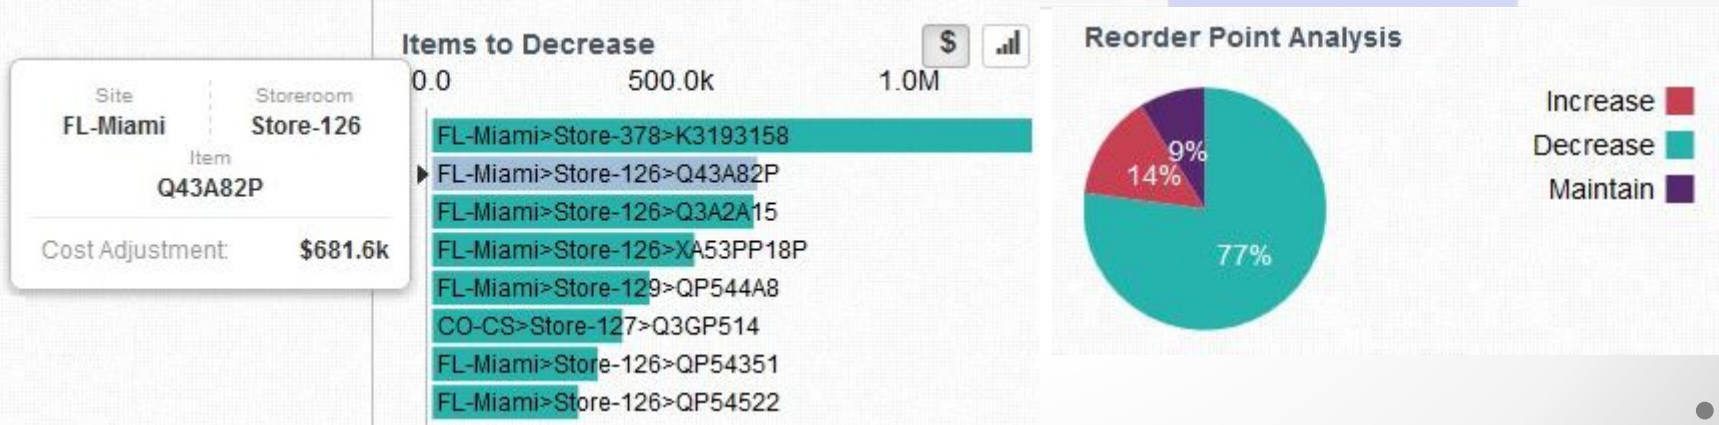 Site
Storeroom
FL-Miami
Store-126
Item
Q43A82P
Cost Adjustment:
$681.6k
Items to Decrease
$
0.0
500.0k
1.0M
FL-Miami>Store-378>K3193158
FL-Miami>Store-126>Q43A82P
FL-Miami>Store-126>Q3A2A15
FL-Miami>Store-126>XA53PP18P
FL-Miami>Store-129>QP544A8
CO-CS>Store-127>Q3GP514
FL-Miami>Store-126>QP54351
FL-Miami>Store-126>QP54522
Reorder Point Analysis
9%
14%
77%
Increase
Decrease
Maintain